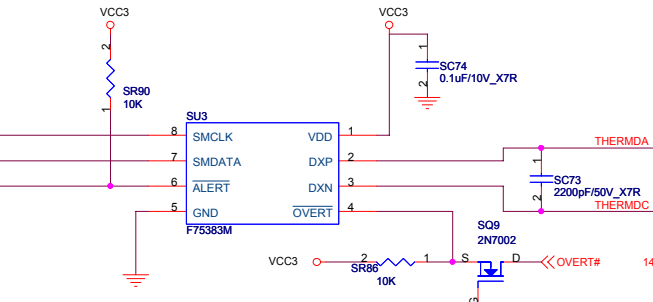 VCC3
VCC3
2
SR90
10K
1
1
SC74
0.1uF/10V_X7R
2
SU3
8 SMCLK VDD 1
7 SMDATA DXP 2
6 ALERT DXN 3
5 GND OVERT 4
F75383M
THERMDA
1
SC73
2200pF/50V_X7R
2
THERMDC
SQ9
2N7002
VCC3 2 1 S D OVERT# 14
SR86
10K
G